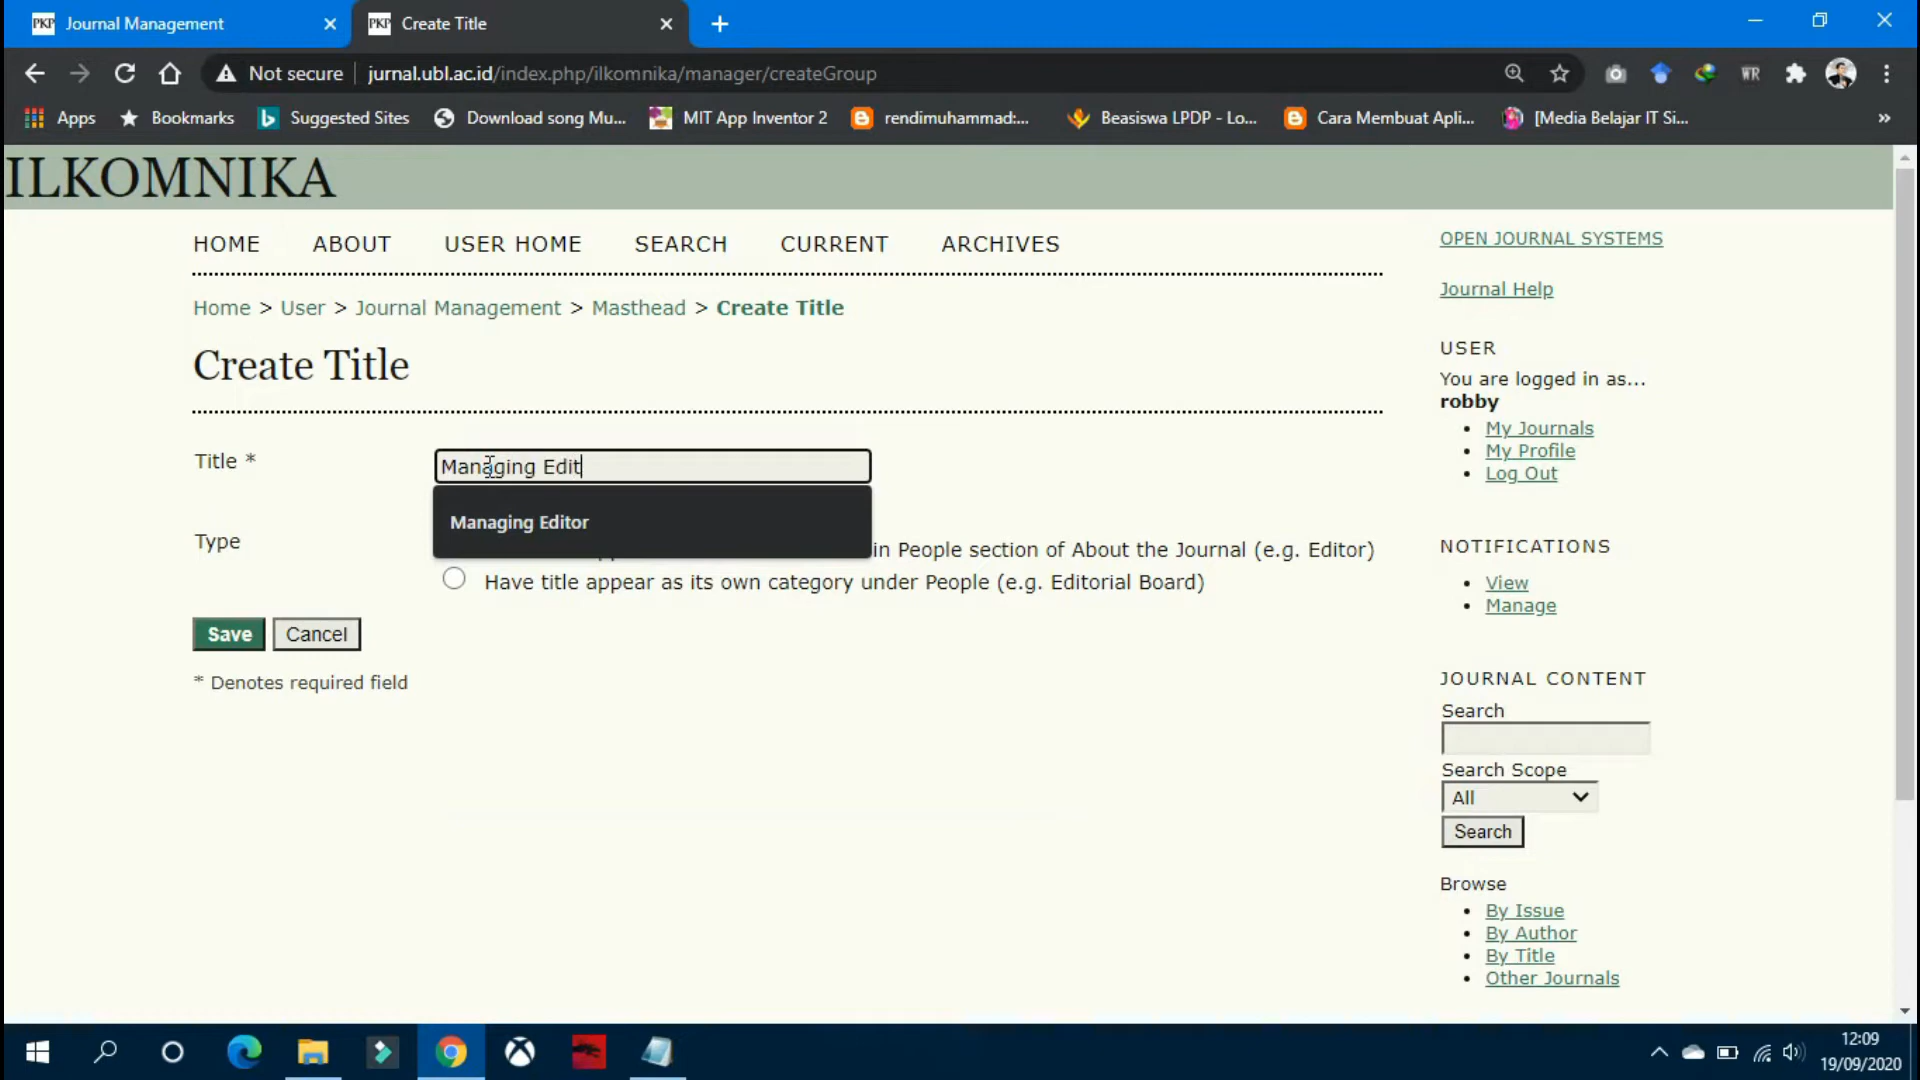 Journal Management
Create Title
Not secure
jurnal.ubl.ac.id/index.php/ilkomnika/manager/createGroup
WR
Apps
Bookmarks
Suggested Sites
Download song Mu...
MIT App Inventor 2
rendimuhammad:...
Beasiswa LPDP - Lo...
Cara Membuat Apli...
[Media Belajar IT Si...
»
ILKOMNIKA
HOME ABOUT USER HOME SEARCH CURRENT ARCHIVES
Home > User > Journal Management > Masthead > Create Title
Create Title
Title *
Managing Edit
Managing Editor
Type
in People section of About the Journal (e.g. Editor)
Have title appear as its own category under People (e.g. Editorial Board)
Save
Cancel
* Denotes required field
OPEN JOURNAL SYSTEMS
Journal Help
USER
You are logged in as...
robby
My Journals
My Profile
Log Out
NOTIFICATIONS
View
Manage
JOURNAL CONTENT
Search
Search Scope
All
Search
Browse
By Issue
By Author
By Title
Other Journals
12:09
19/09/2020